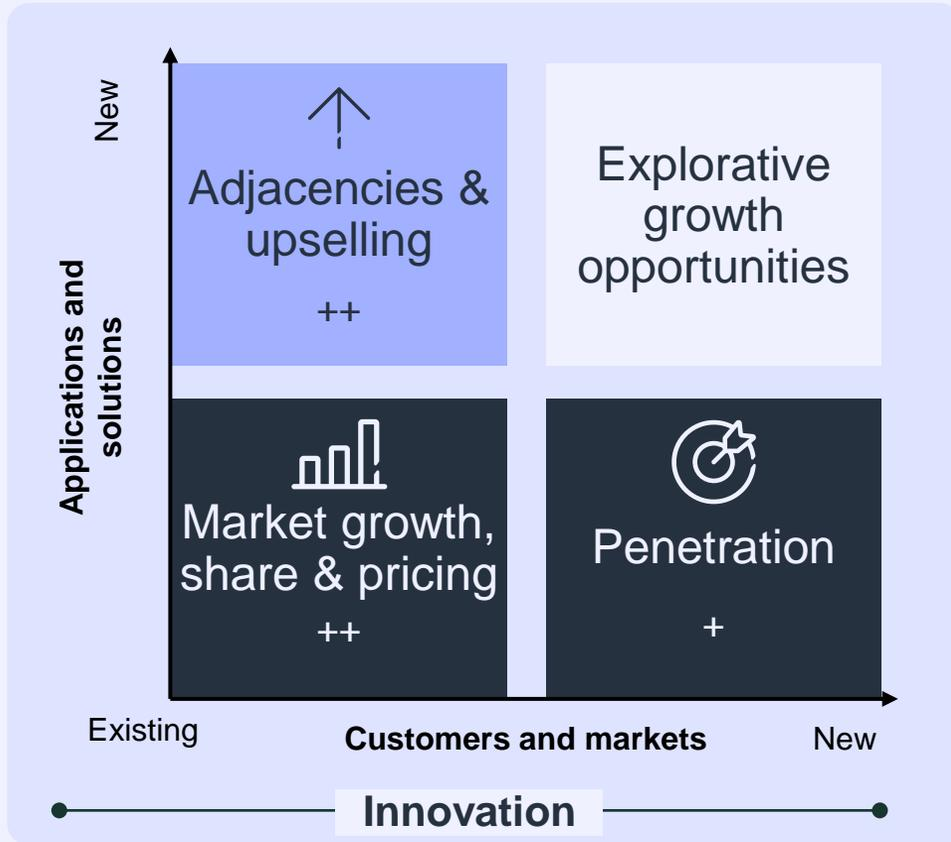 New
Applications and
solutions
Adjacencies &
upselling
++
Explorative
growth
opportunities
Market growth,
share & pricing
++
Penetration
+
Existing
Customers and markets
New
Innovation